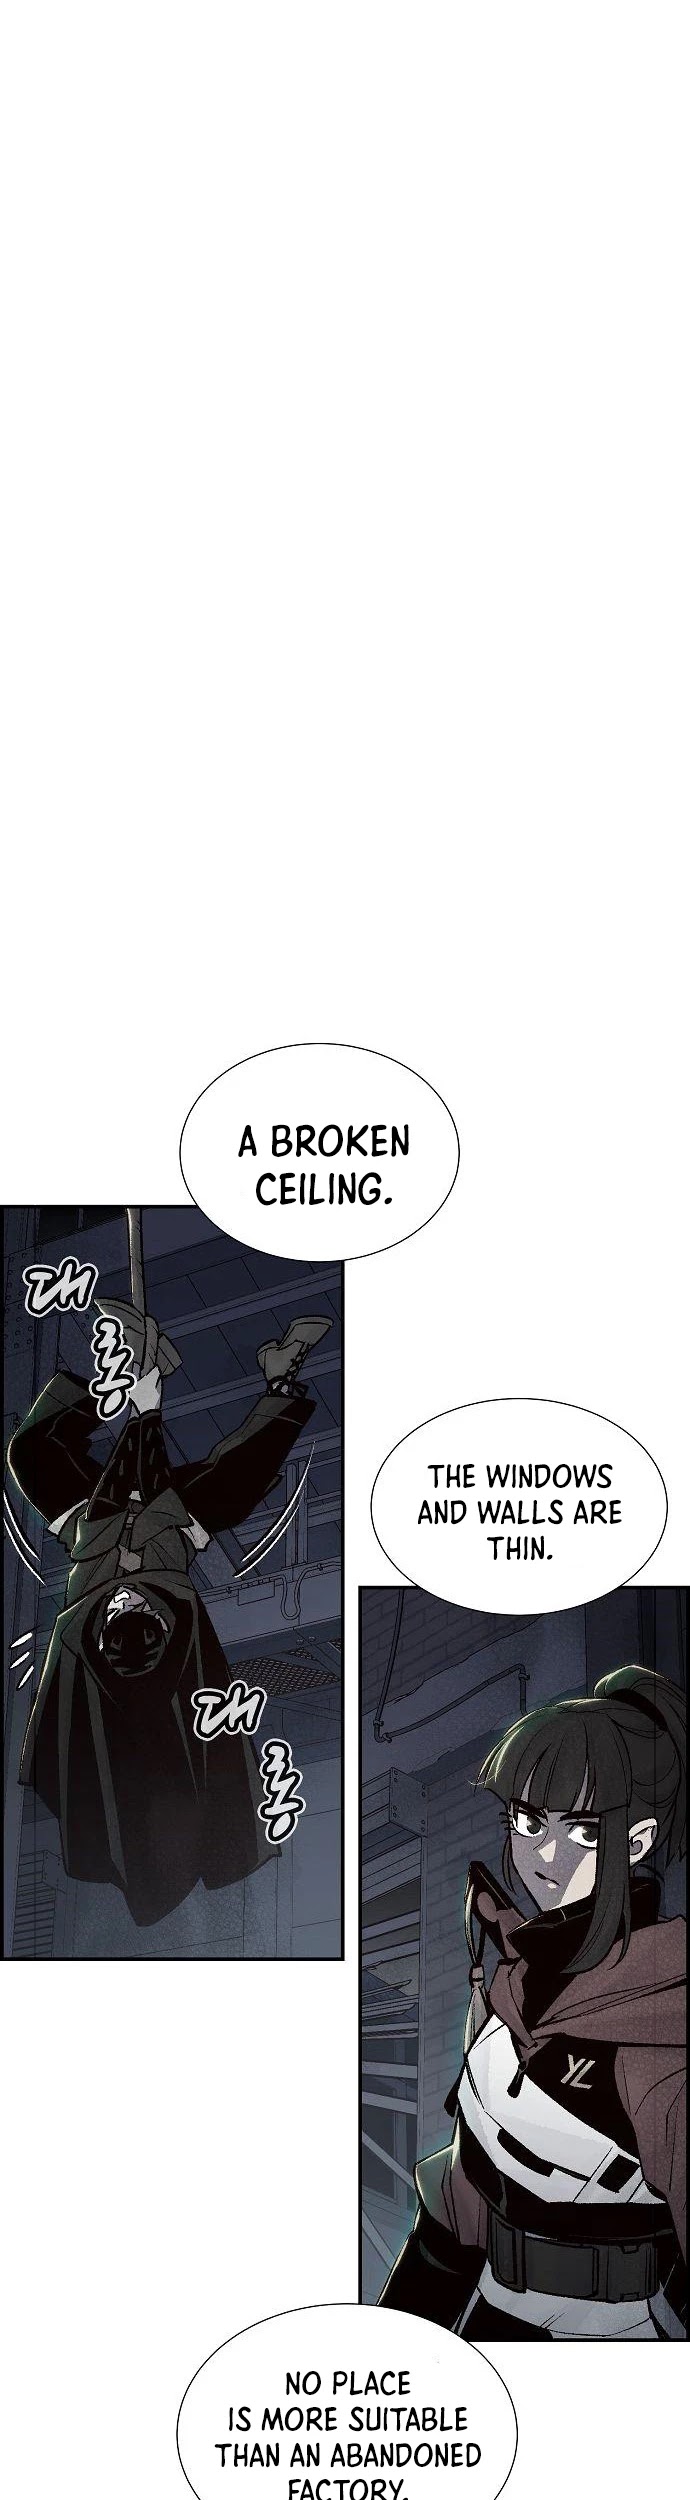 A BROKEN
CEILING.
대
롱
대
롱
THE WINDOWS
AND WALLS ARE
THIN.
YL
NO PLACE
IS MORE SUITABLE
THAN AN ABANDONED
FACTORY.